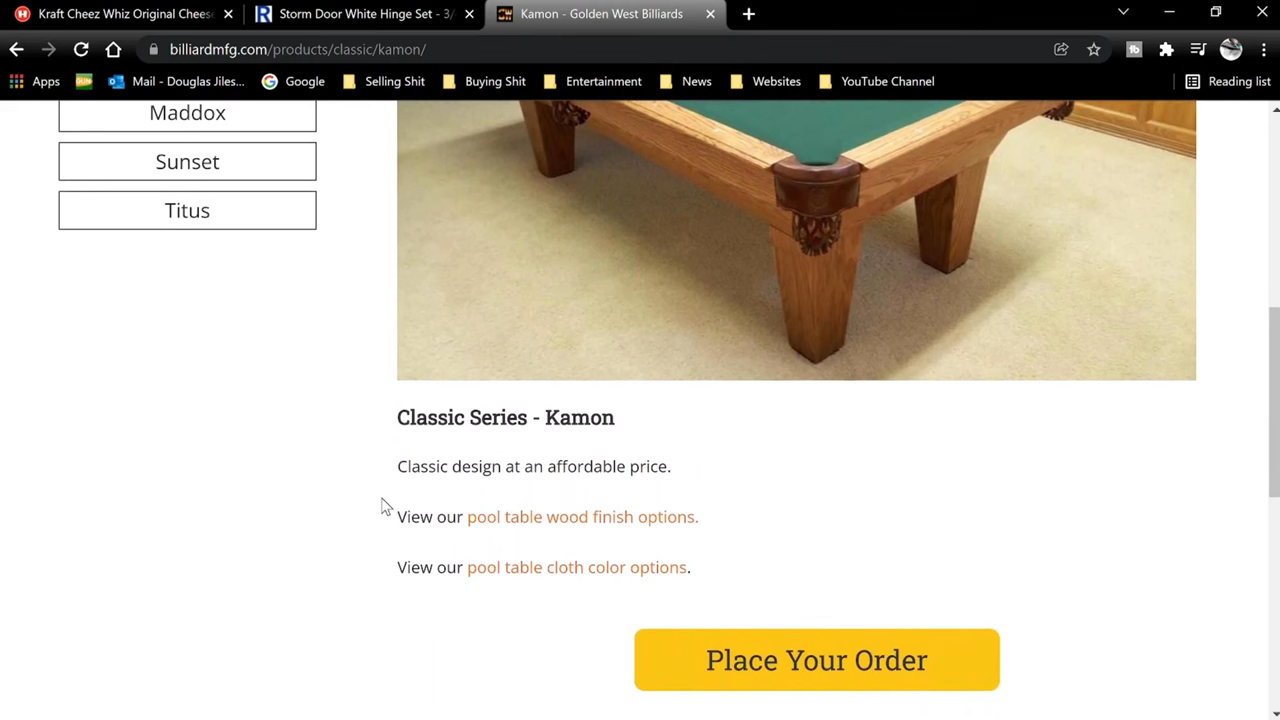 Kraft Cheez Whiz Original Cheese
Storm Door White Hinge Set - 3/
Kamon - Golden West Billiards
billiardmfg.com/products/classic/kamon/
Apps
Mail - Douglas Jiles...
Google
Selling Shit
Buying Shit
Entertainment
News
Websites
YouTube Channel
Reading list
Maddox
Sunset
Titus
Classic Series - Kamon
Classic design at an affordable price.
View our pool table wood finish options.
View our pool table cloth color options.
Place Your Order